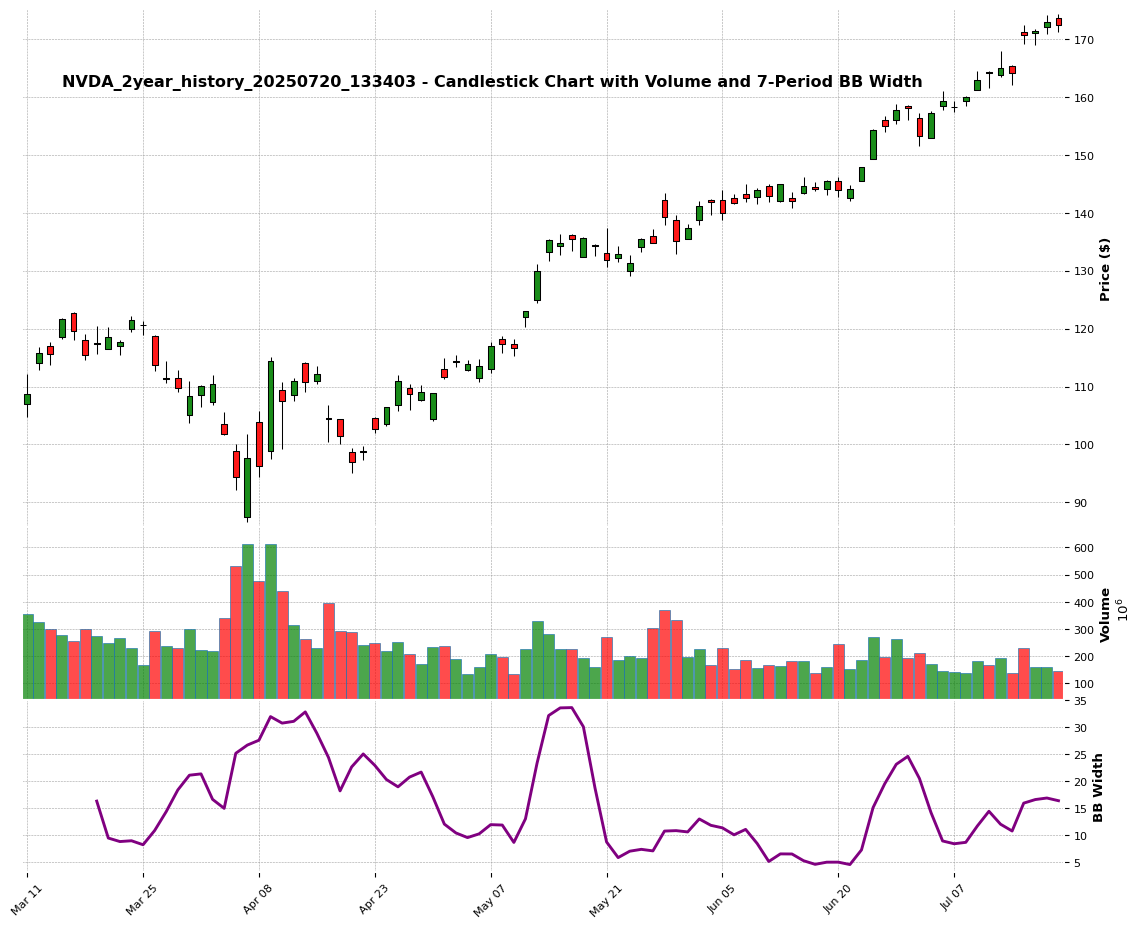 NVDA_2year_history_20250720_133403 - Candlestick Chart with Volume and 7-Period BB Width
170
160
150
140
130
120
110
100
90
Price ($)
600
500
400
300
200
100
Volume
10^6
35
30
25
20
15
10
5
BB Width
Mar 11
Mar 25
Apr 08
Apr 23
May 07
May 21
Jun 05
Jun 20
Jul 07